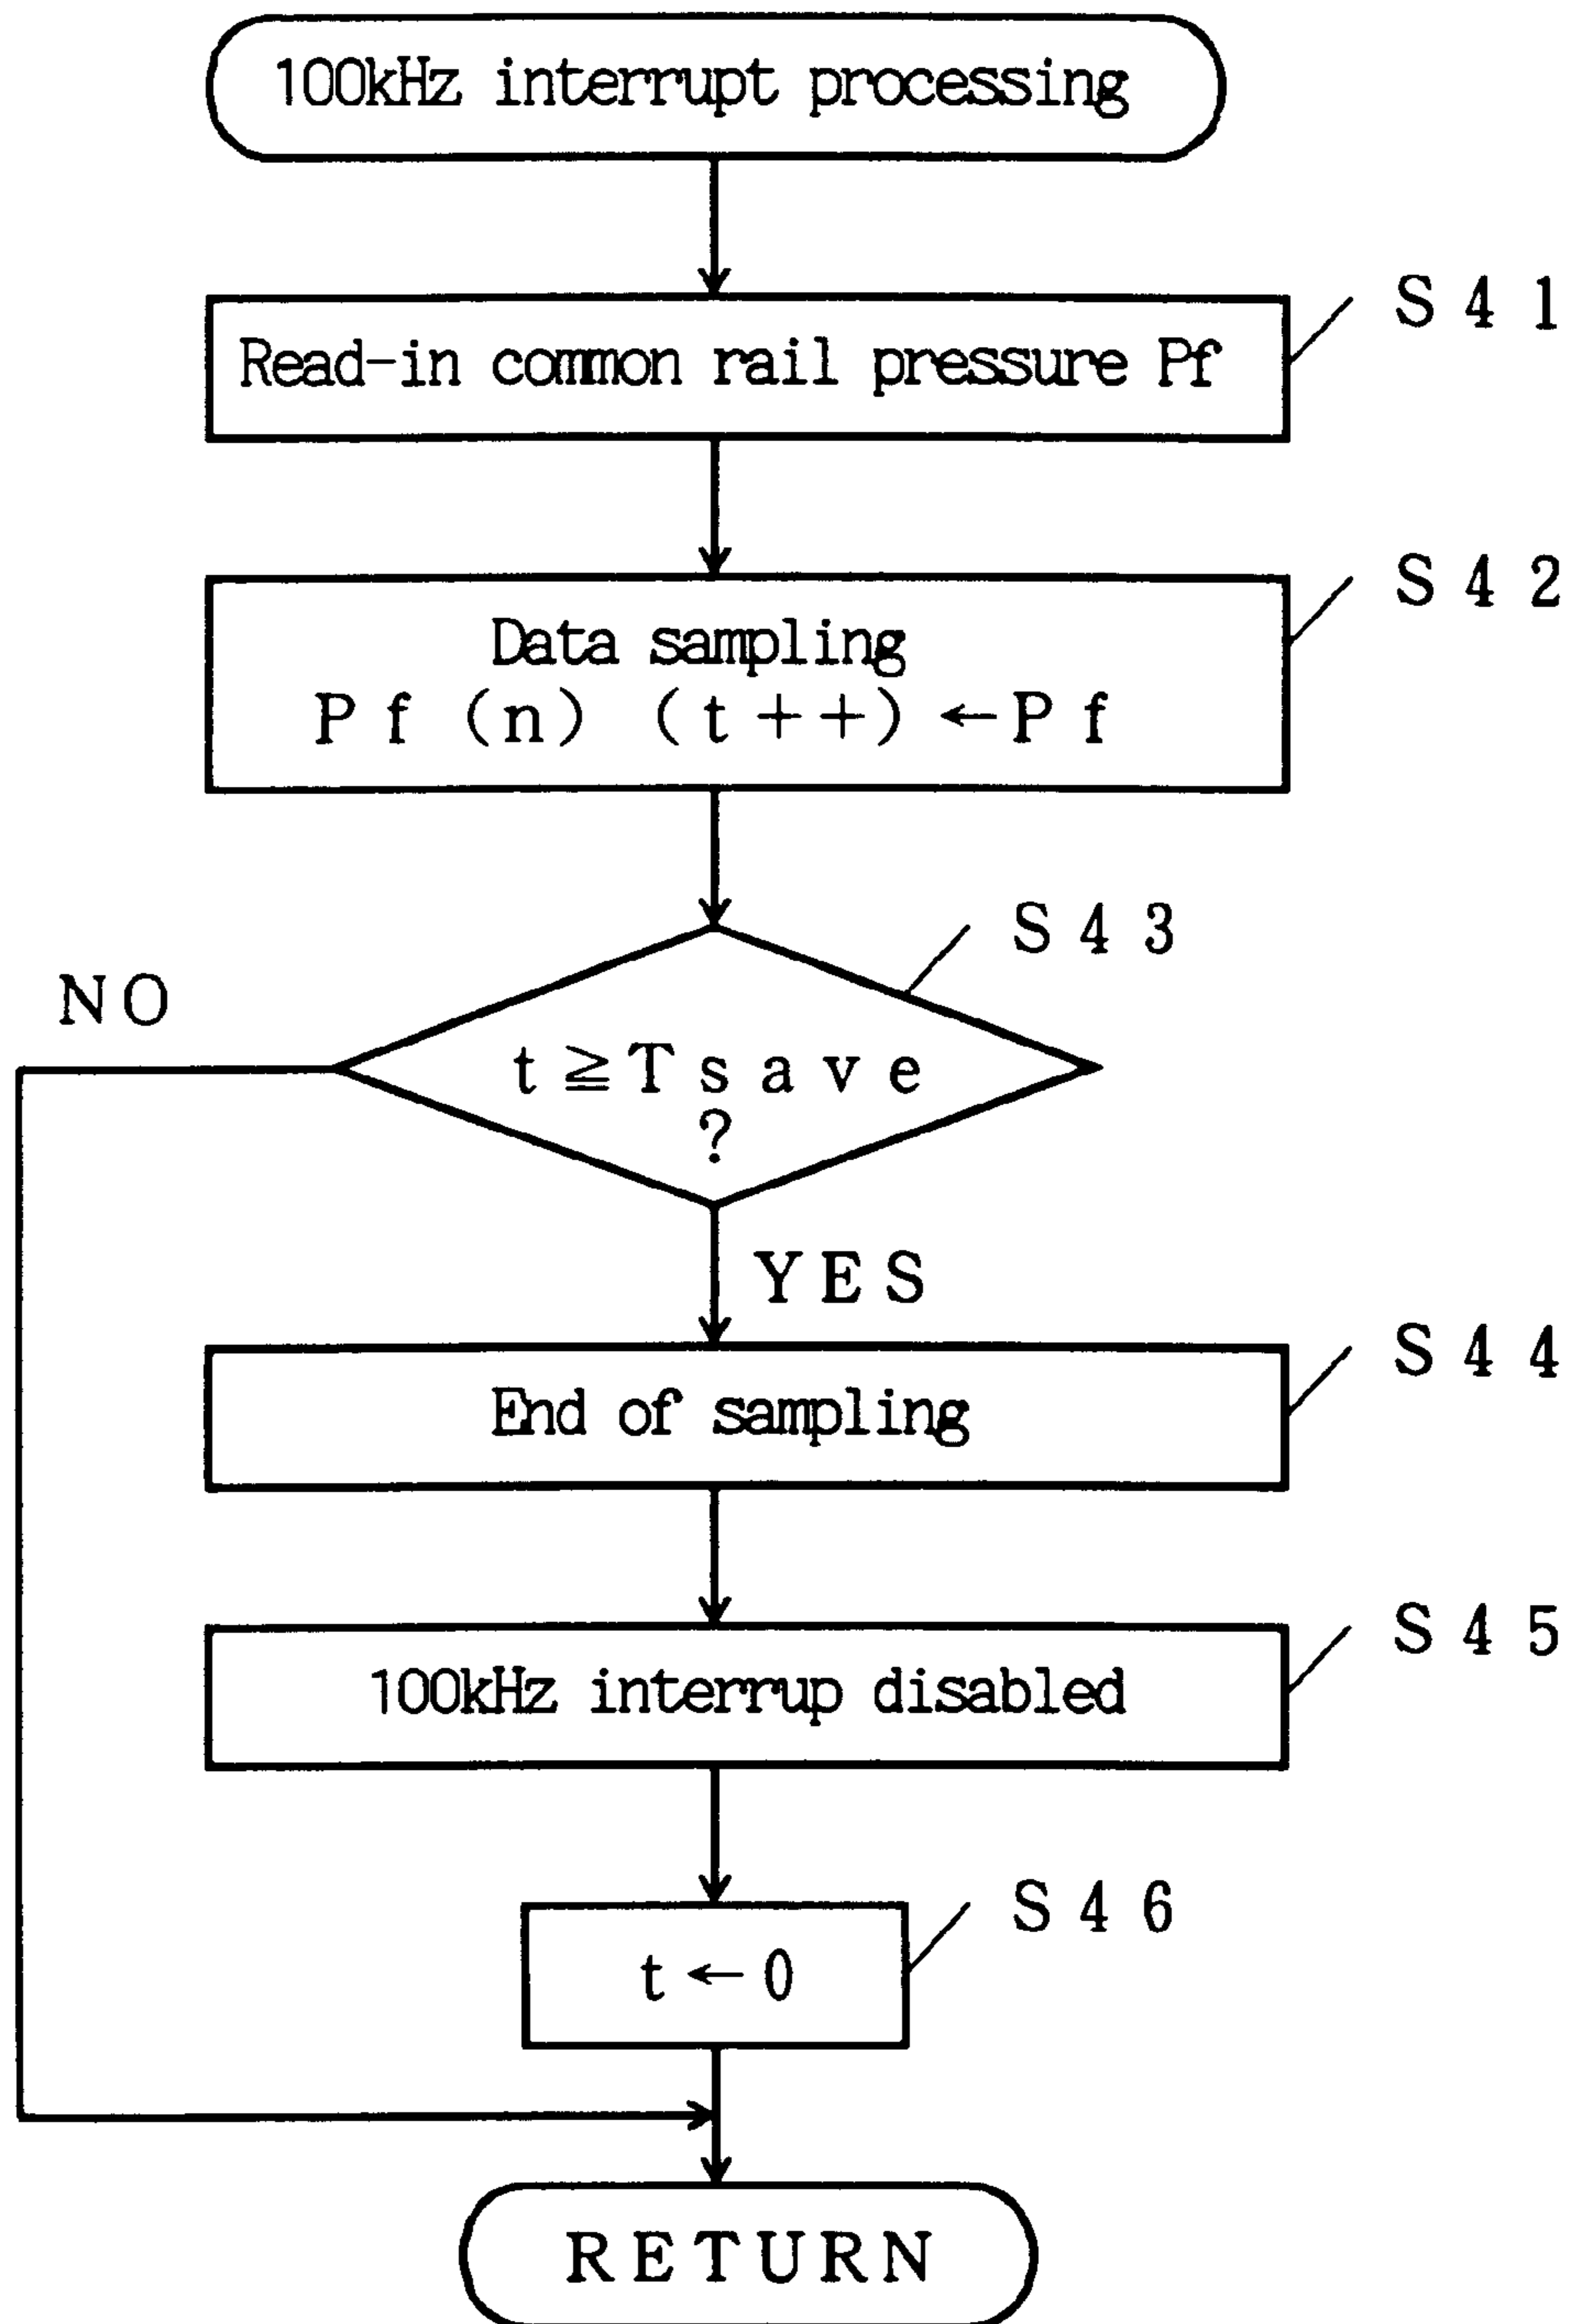 100kHz interrupt processing
S41
Read-in common rail pressure Pf
S42
Data sampling
Pf (n) (t++) ←Pf
S43
NO
t≧Tsave
?
YES
S44
End of sampling
S45
100kHz interrup disabled
S46
t←0
RETURN